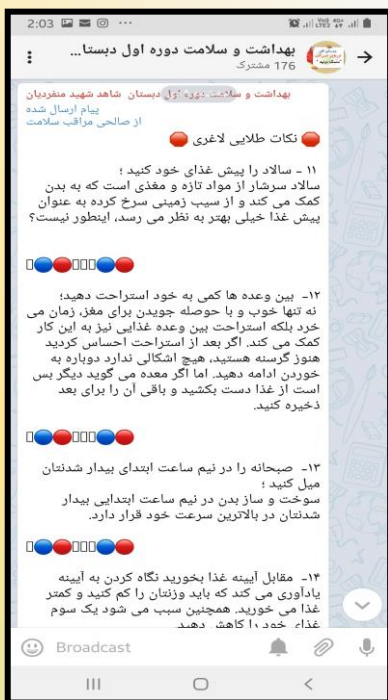 2:03
بهداشت و سلامت دوره اول دبستا...
176 مشترک
بهداشت و سلامت دوره اول دبستان شاهد شهید منفردیان
پیام ارسال شده
از صالحی مراقب سلامت
نکات طلایی لاغری
۱۱ - سالاد را پیش غذای خود کنید ؛
سالاد سرشار از مواد تازه و مغذی است که به بدن
کمک می کند و از سیب زمینی سرخ کرده به عنوان
پیش غذا خیلی بهتر به نظر می رسد، اینطور نیست؟
۱۲- بین وعده ها کمی به خود استراحت دهید؛
نه تنها خوب و با حوصله جویدن برای مغز، زمان می
خرد بلکه استراحت بین وعده غذایی نیز به این کار
کمک می کند. اگر بعد از استراحت احساس کردید
هنوز گرسنه هستید، هیچ اشکالی ندارد دوباره به
خوردن ادامه دهید. اما اگر معده می گوید دیگر بس
است از غذا دست بکشید و باقی آن را برای بعد
ذخیره کنید.
۱۳- صبحانه را در نیم ساعت ابتدای بیدار شدنتان
میل کنید ؛
سوخت و ساز بدن در نیم ساعت ابتدایی بیدار
شدنتان در بالاترین سرعت خود قرار دارد.
۱۴- مقابل آیینه غذا بخورید نگاه کردن به آیینه
یادآوری می کند که باید وزنتان را کم کنید و کمتر
غذا می خورید. همچنین سبب می شود یک سوم
غذای خود را کاهش دهید.
Broadcast